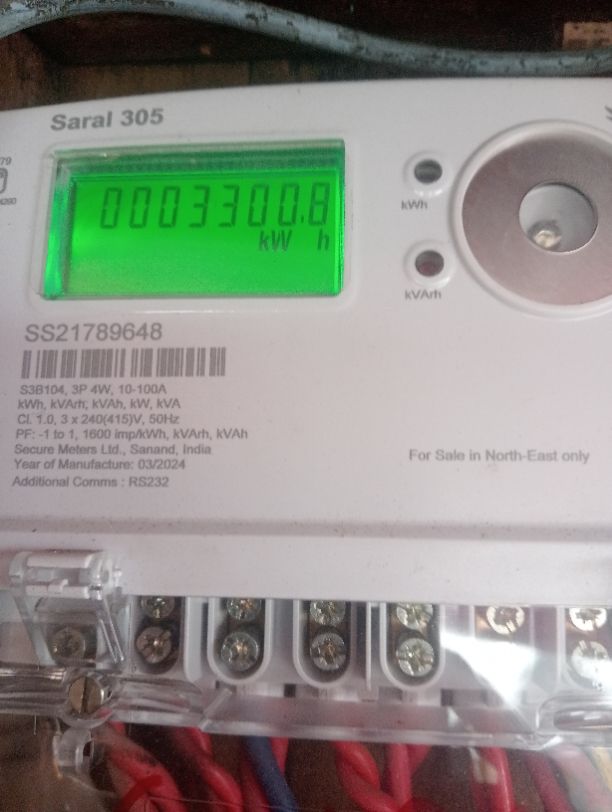 Saral 305
0003300.8
kW h
kWh
kVArh
SS21789648
S3B104, 3P 4W, 10-100A
kWh, kVArh, kVAh, kW, kVA
Cl. 1.0, 3 x 240(415)V, 50Hz
PF: -1 to 1, 1600 imp/kWh, kVArh, kVAh
Secure Meters Ltd., Sanand, India
Year of Manufacture: 03/2024
Additional Comms : RS232
For Sale in North-East only